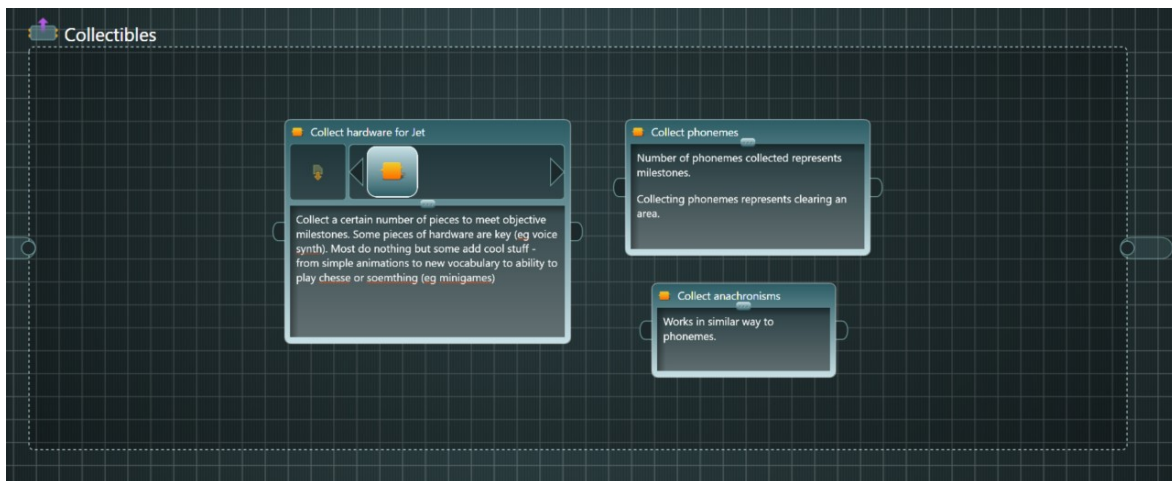 Collectibles
Collect hardware for Jet
Collect a certain number of pieces to meet objective
milestones. Some pieces of hardware are key (eg voice
synth). Most do nothing but some add cool stuff -
from simple animations to new vocabulary to ability to
play chesse or soemthing (eg minigames)
Collect phonemes
Number of phonemes collected represents
milestones.
Collecting phonemes represents clearing an
area.
Collect anachronisms
Works in similar way to
phonemes.